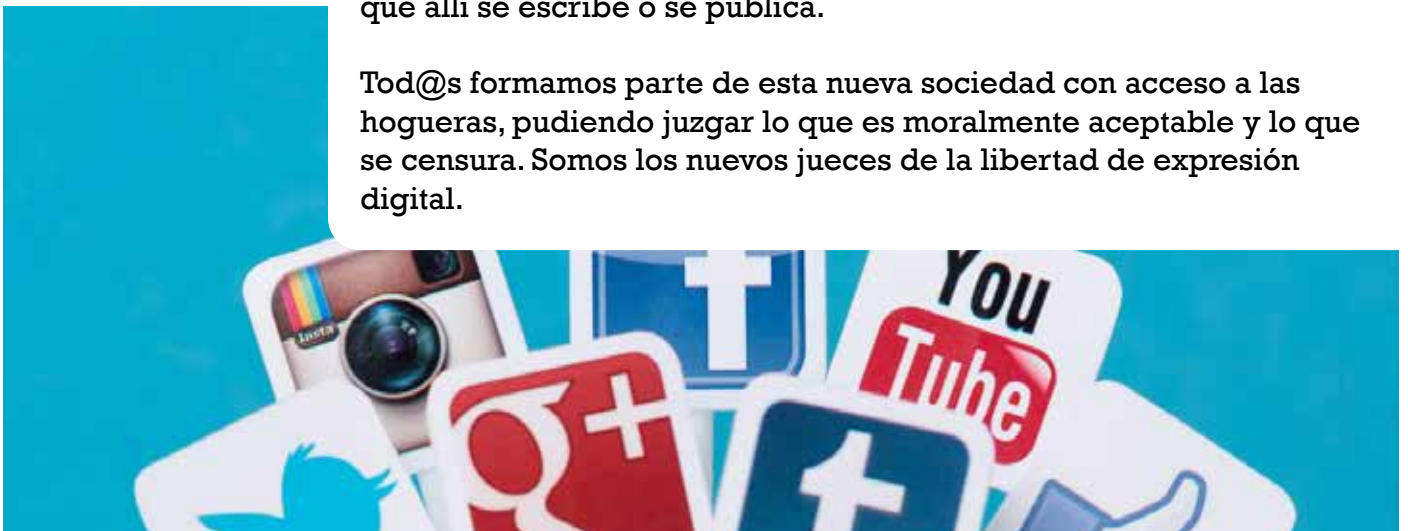 que allí se escribe o se publica.
Tod@s formamos parte de esta nueva sociedad con acceso a las
hogueras, pudiendo juzgar lo que es moralmente aceptable y lo que
se censura. Somos los nuevos jueces de la libertad de expresión
digital.
Insta
f
You
Tube
g+
t